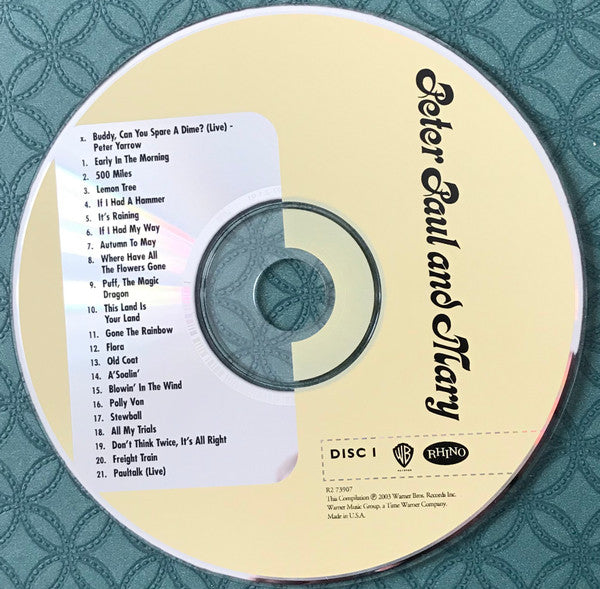 x. Buddy, Can You Spare A Dime? (Live) -
Peter Yarrow
1. Early In The Morning
2. 500 Miles
3. Lemon Tree
4. If I Had A Hammer
5. It's Raining
6. If I Had My Way
7. Autumn To May
8. Where Have All
The Flowers Gone
9. Puff, The Magic
Dragon
10. This Land Is
Your Land
11. Gone The Rainbow
12. Flora
13. Old Coat
14. A'Soalin'
15. Blowin' In The Wind
16. Polly Von
17. Stewball
18. All My Trials
19. Don't Think Twice, It's All Right
20. Freight Train
21. Paultalk (Live)
Peter Paul and Mary
DISC 1
WB
RHINO
R2 73907
This Compilation ℗ 2003 Warner Bros. Records Inc.
Warner Music Group, a Time Warner Company.
Made in U.S.A.